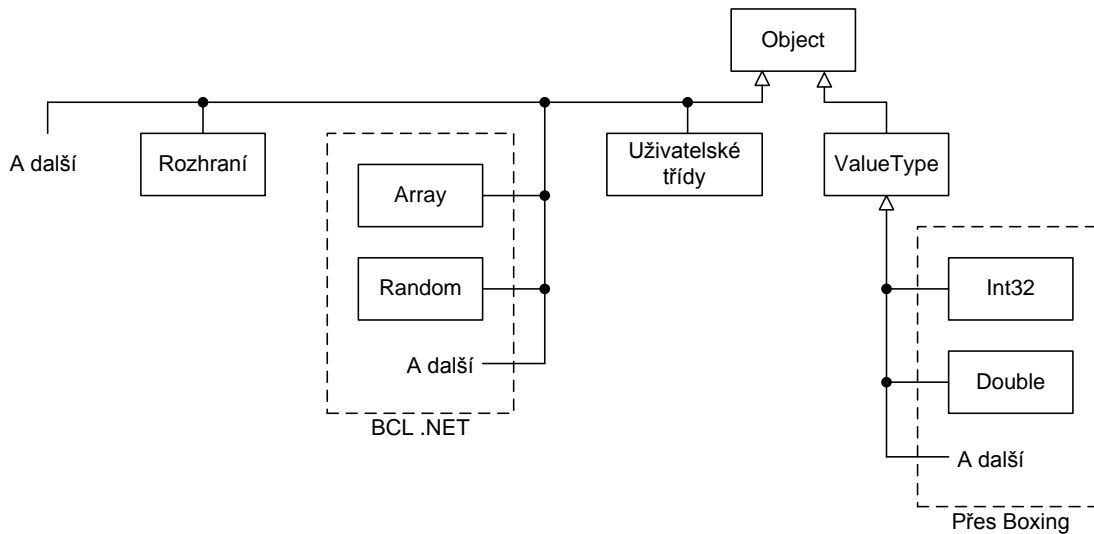 Object
A další
Rozhraní
Uživatelské
třídy
ValueType
Array
Random
A další
BCL .NET
Int32
Double
A další
Přes Boxing